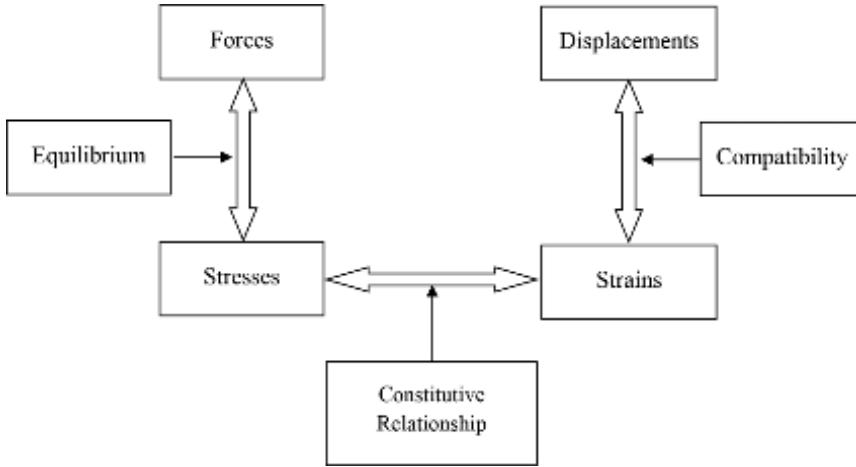 Forces
Displacements
Equilibrium
Compatibility
Stresses
Strains
Constitutive
Relationship